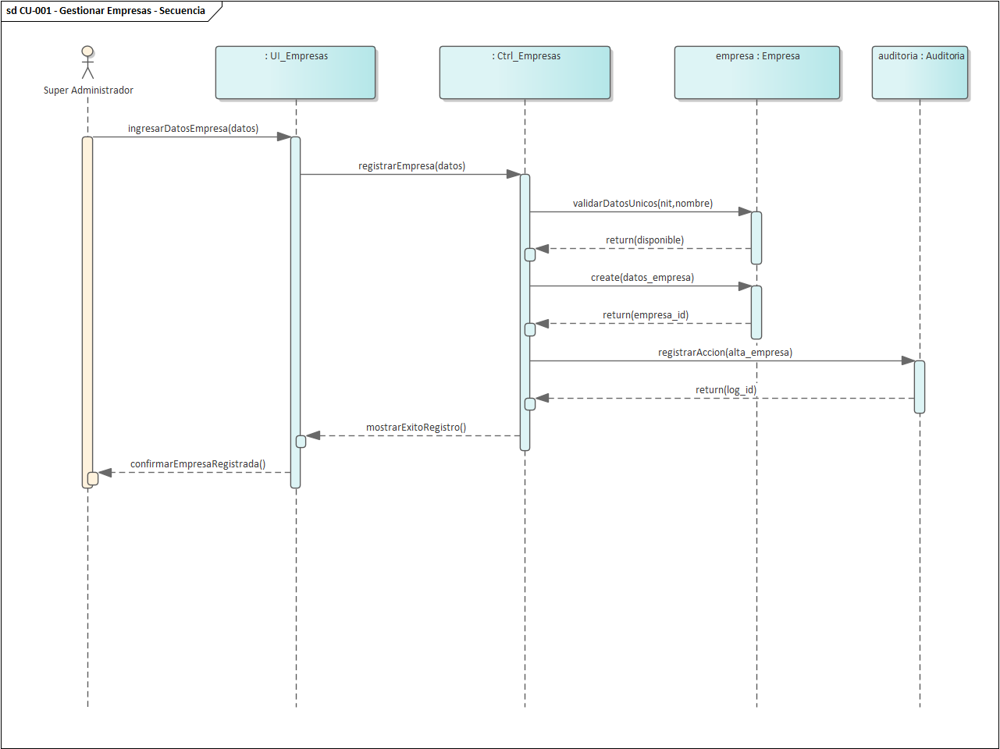 sd CU-001 - Gestionar Empresas - Secuencia
Super Administrador
: UI_Empresas
: Ctrl_Empresas
empresa : Empresa
auditoria : Auditoria
ingresarDatosEmpresa(datos)
registrarEmpresa(datos)
validarDatosUnicos(nit,nombre)
return(disponible)
create(datos_empresa)
return(empresa_id)
registrarAccion(alta_empresa)
return(log_id)
mostrarExitoRegistro()
confirmarEmpresaRegistrada()